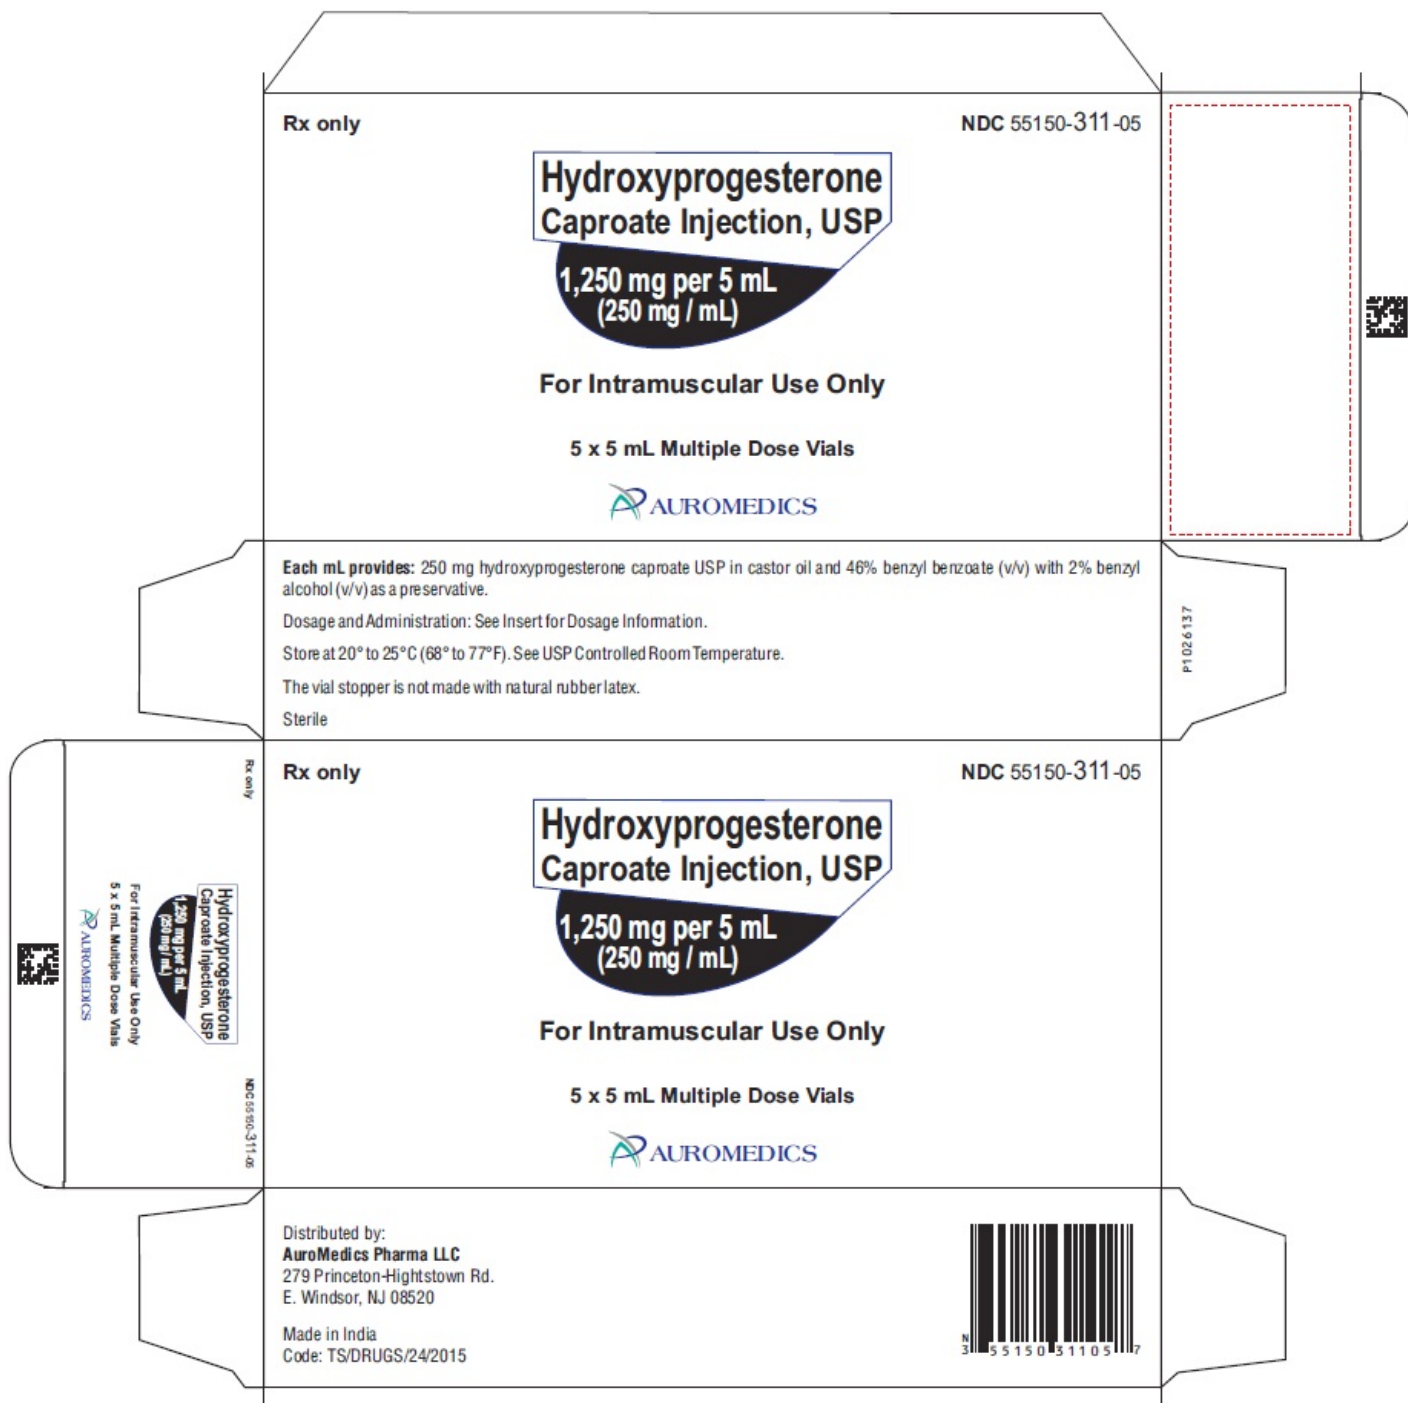 Rx only
NDC 55150-311-05
Hydroxyprogesterone
Caproate Injection, USP
1,250 mg per 5 mL
(250 mg / mL)
For Intramuscular Use Only
5 x 5 mL Multiple Dose Vials
AUROMEDICS
Each mL provides: 250 mg hydroxyprogesterone caproate USP in castor oil and 46% benzyl benzoate (v/v) with 2% benzyl
alcohol (v/v) as a preservative.
Dosage and Administration: See Insert for Dosage Information.
Store at 20° to 25°C (68° to 77°F). See USP Controlled Room Temperature.
The vial stopper is not made with natural rubber latex.
Sterile
P1026137
Rx only
NDC 55150-311-05
Hydroxyprogesterone
Caproate Injection, USP
1,250 mg per 5 mL
(250 mg / mL)
For Intramuscular Use Only
5 x 5 mL Multiple Dose Vials
AUROMEDICS
Rx only
NDC 55150-311-05
Hydroxyprogesterone
Caproate Injection, USP
1,250 mg per 5 mL
(250 mg / mL)
For Intramuscular Use Only
5 x 5 mL Multiple Dose Vials
AUROMEDICS
Distributed by:
AuroMedics Pharma LLC
279 Princeton-Hightstown Rd.
E. Windsor, NJ 08520
Made in India
Code: TS/DRUGS/24/2015
N
3 55150 31105 7